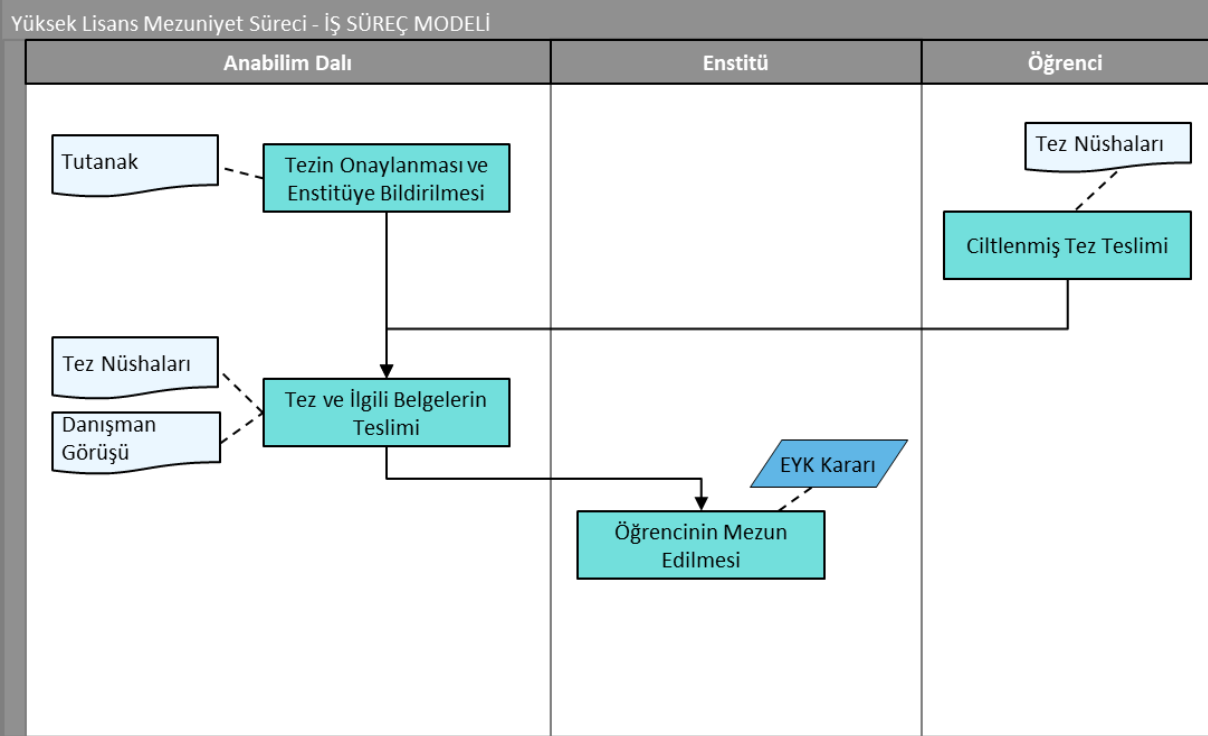 Yüksek Lisans Mezuniyet Süreci - İŞ SÜREÇ MODELİ
Anabilim Dalı
Enstitü
Öğrenci
Tutanak
Tezin Onaylanması ve
Enstitüye Bildirilmesi
Tez Nüshaları
Ciltlenmiş Tez Teslimi
Tez Nüshaları
Danışman
Görüşü
Tez ve İlgili Belgelerin
Teslimi
EYK Kararı
Öğrencinin Mezun
Edilmesi